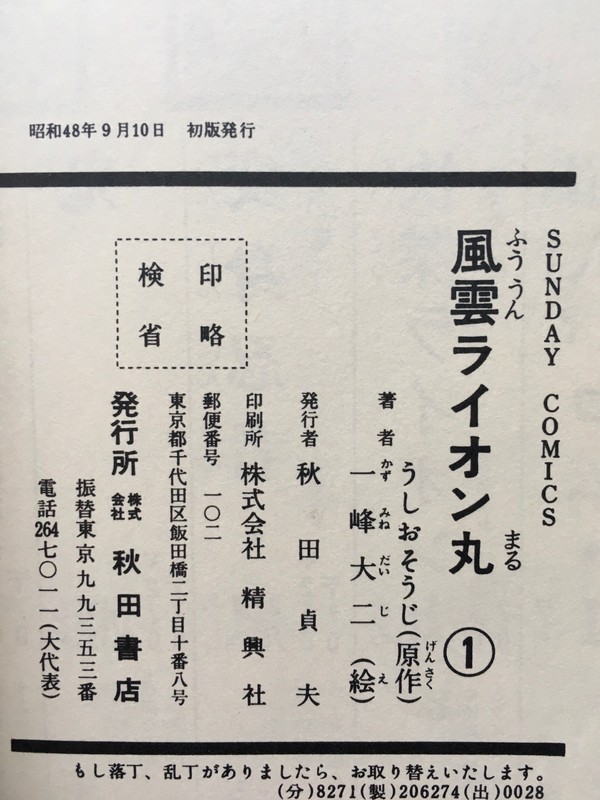 昭和48年9月10日　初版発行
SUNDAY COMICS
風雲ライオン丸 ①
ふううん
まる
著者 うしおそうじ(原作)
げんさく
一峰大二(絵)
かずみねだいじ
え
発行者 秋田貞夫
印刷所 株式会社 精興社
郵便番号 一〇二
東京都千代田区飯田橋二丁目十番八号
発行所 株式会社 秋田書店
振替東京九九三五三番
電話264七〇一一(大代表)
検印
省略
もし落丁、乱丁がありましたら、お取り替えいたします。
(分)8271(製)206274(出)0028